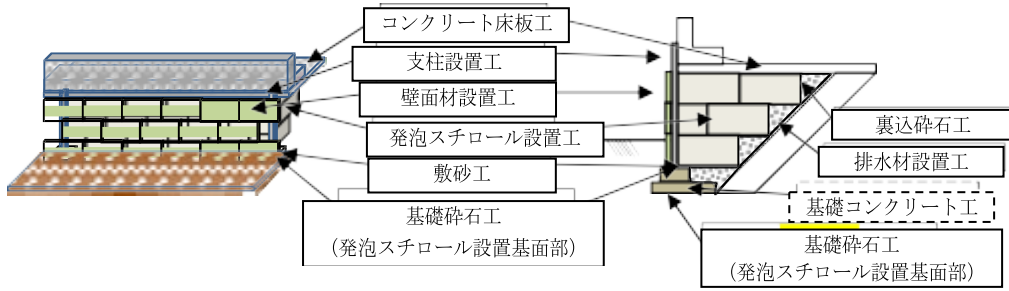 コンクリート床板工
支柱設置工
壁面材設置工
発泡スチロール設置工
敷砂工
基礎砕石工
(発泡スチロール設置基面部)
裏込砕石工
排水材設置工
基礎コンクリート工
基礎砕石工
(発泡スチロール設置基面部)